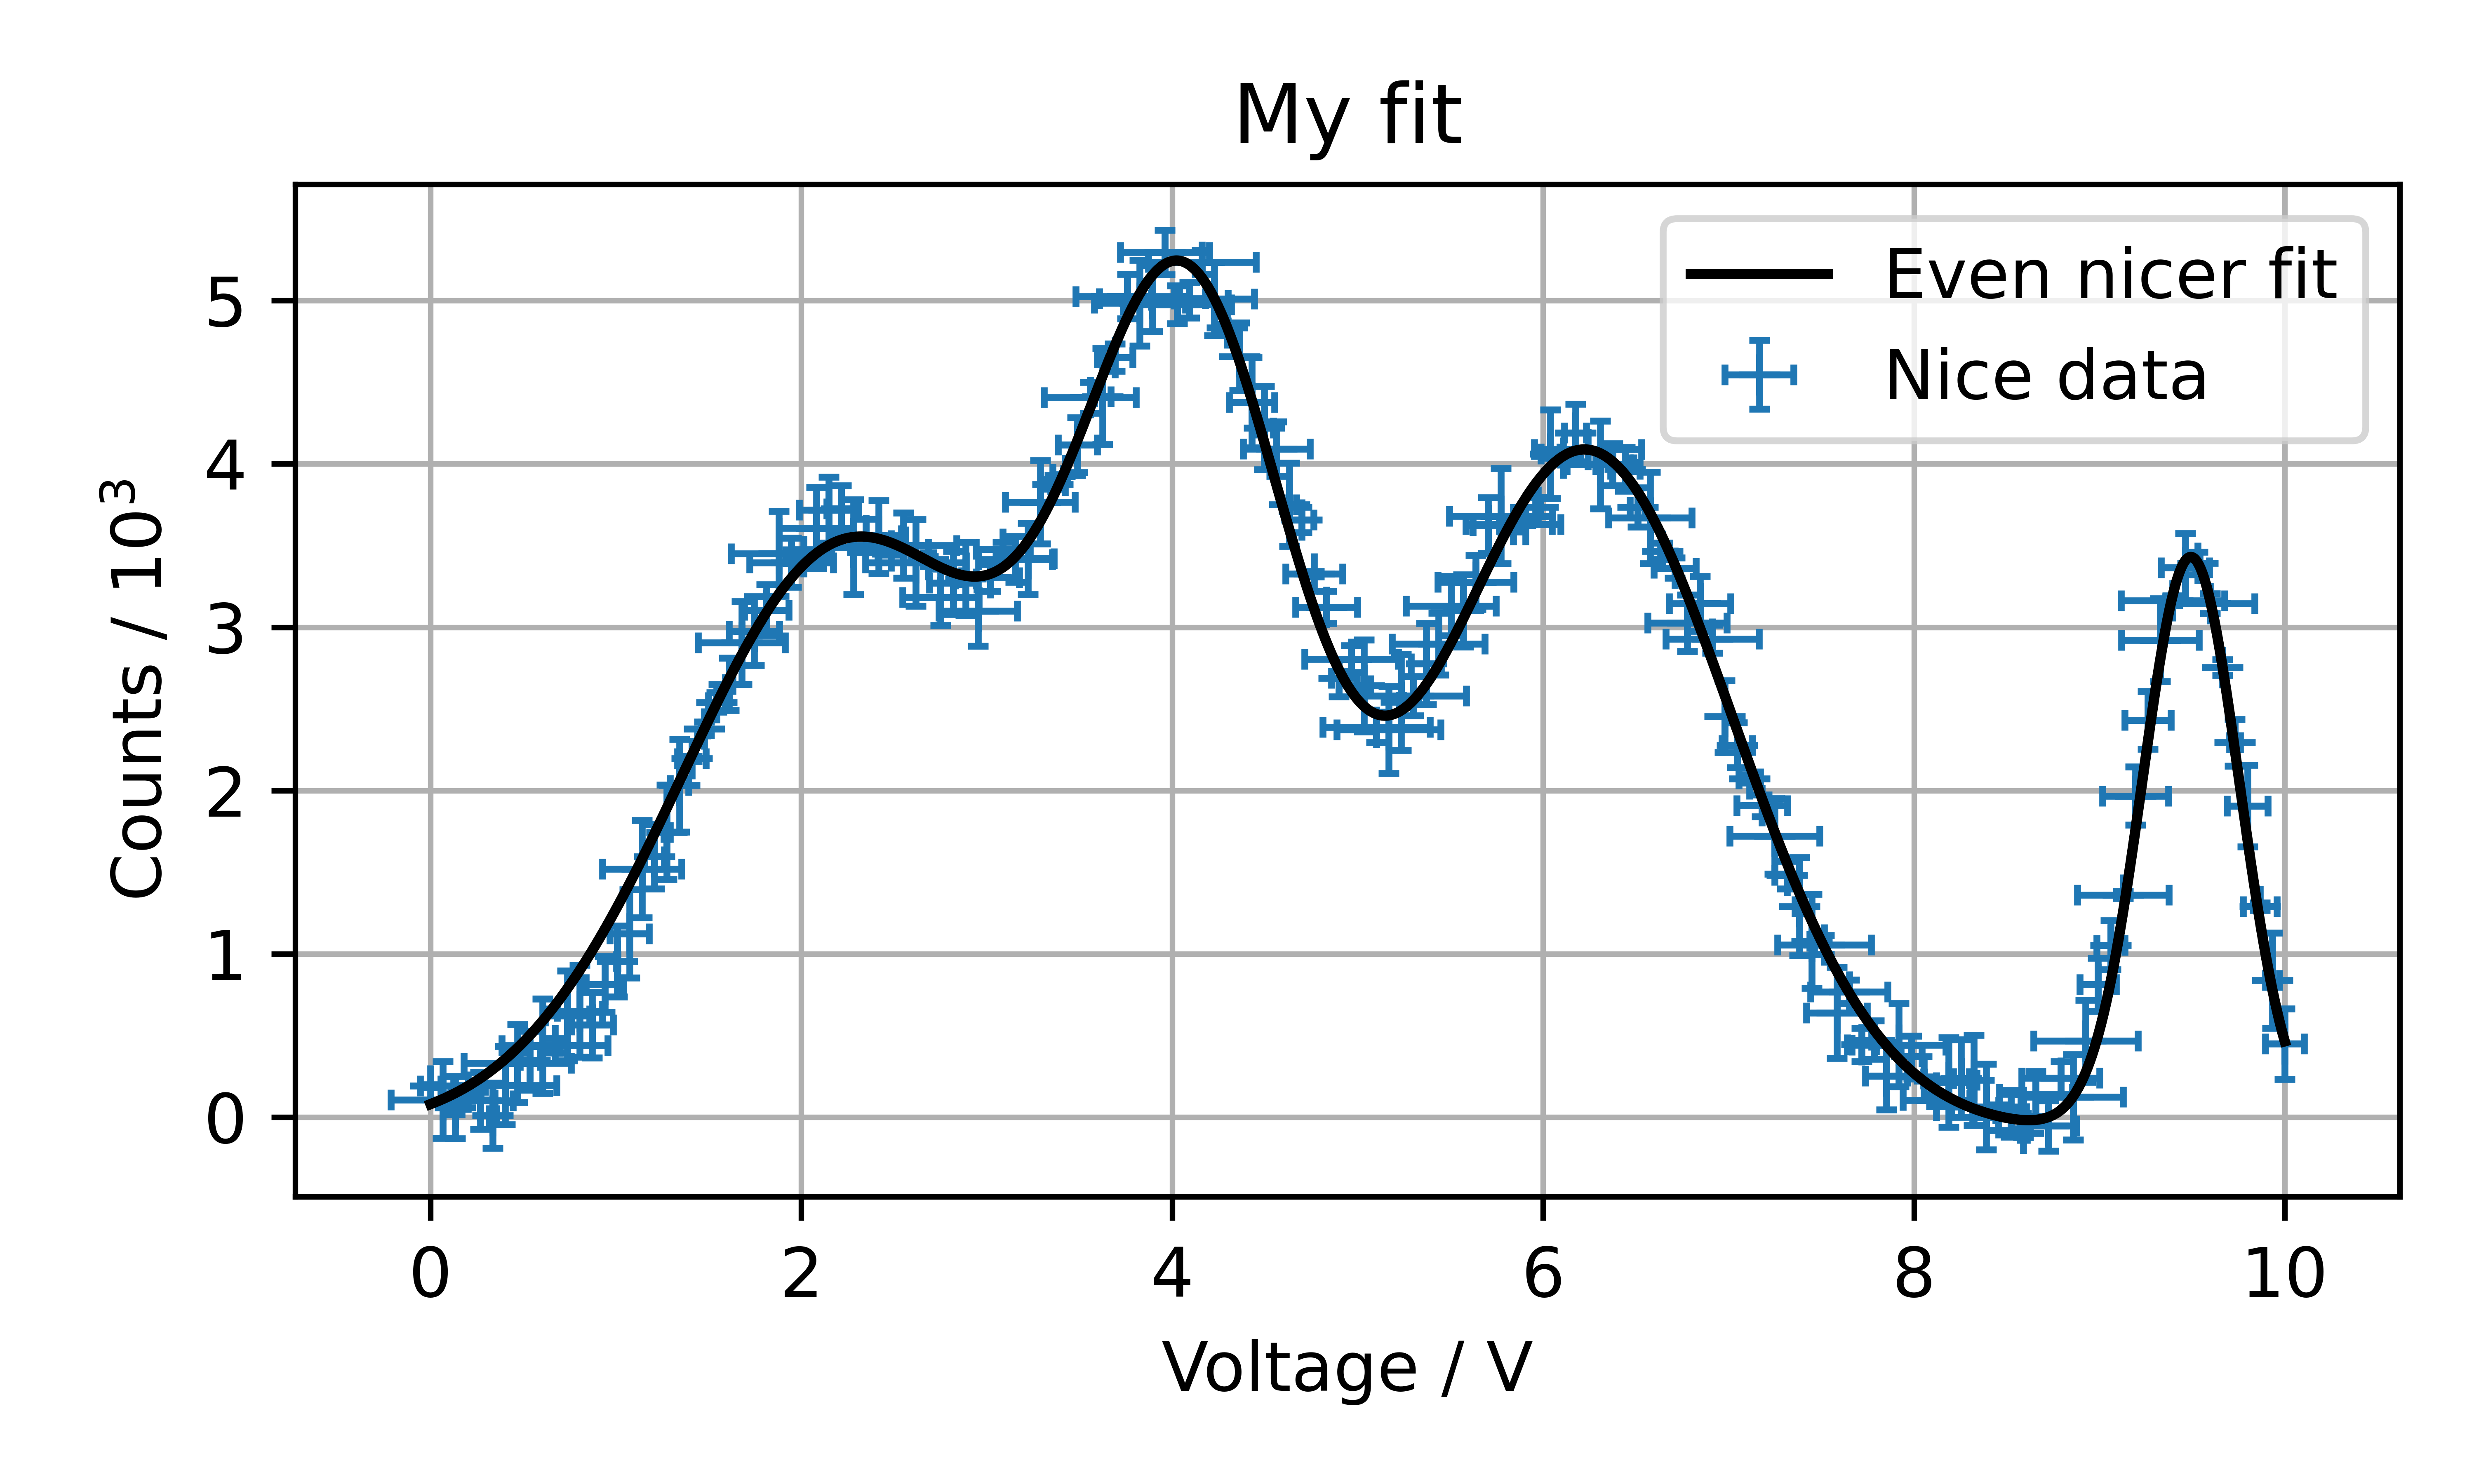 My fit
Counts / 10³
5
4
3
2
1
0
Even nicer fit
Nice data
0 2 4 6 8 10
Voltage / V